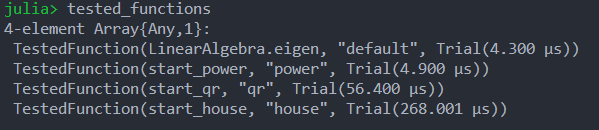 julia> tested_functions
4-element Array{Any,1}:
 TestedFunction(LinearAlgebra.eigen, "default", Trial(4.300 μs))
 TestedFunction(start_power, "power", Trial(4.900 μs))
 TestedFunction(start_qr, "qr", Trial(56.400 μs))
 TestedFunction(start_house, "house", Trial(268.001 μs))